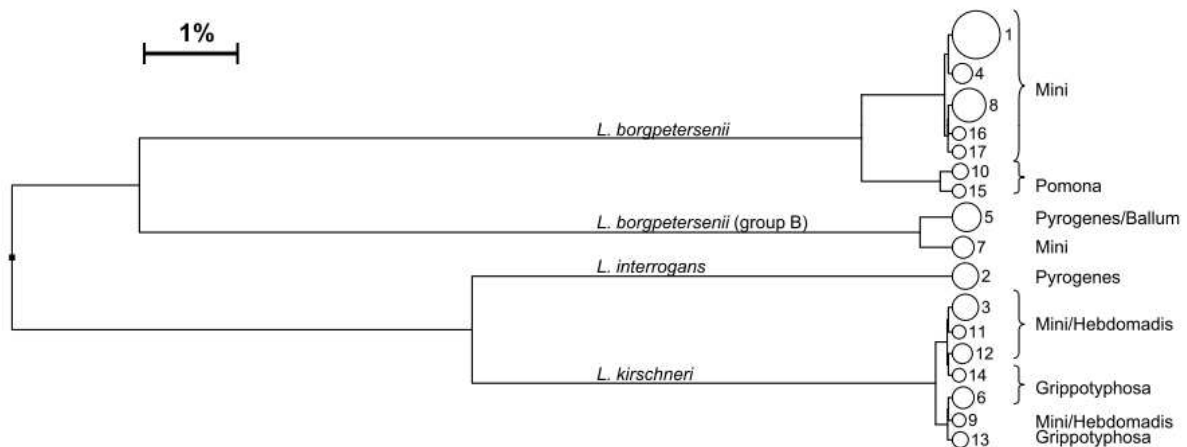 1%
1
4
Mini
8
L. borgpetersenii
16
17
10
15
Pomona
5
Pyrogenes/Ballum
L. borgpetersenii (group B)
7
Mini
L. interrogans
2
Pyrogenes
3
Mini/Hebdomadis
11
12
L. kirschneri
14
Grippotyphosa
6
9
Mini/Hebdomadis
13
Grippotyphosa